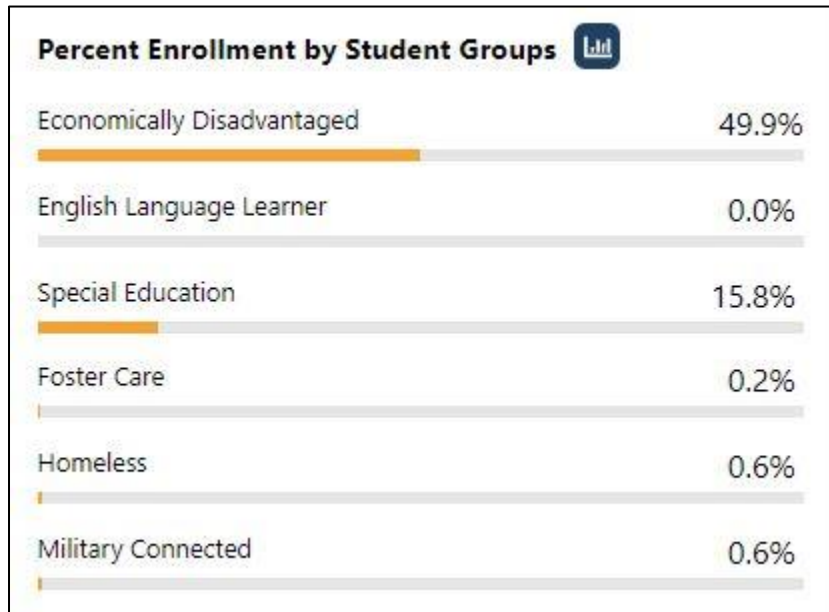 Percent Enrollment by Student Groups
Economically Disadvantaged 49.9%
English Language Learner 0.0%
Special Education 15.8%
Foster Care 0.2%
Homeless 0.6%
Military Connected 0.6%